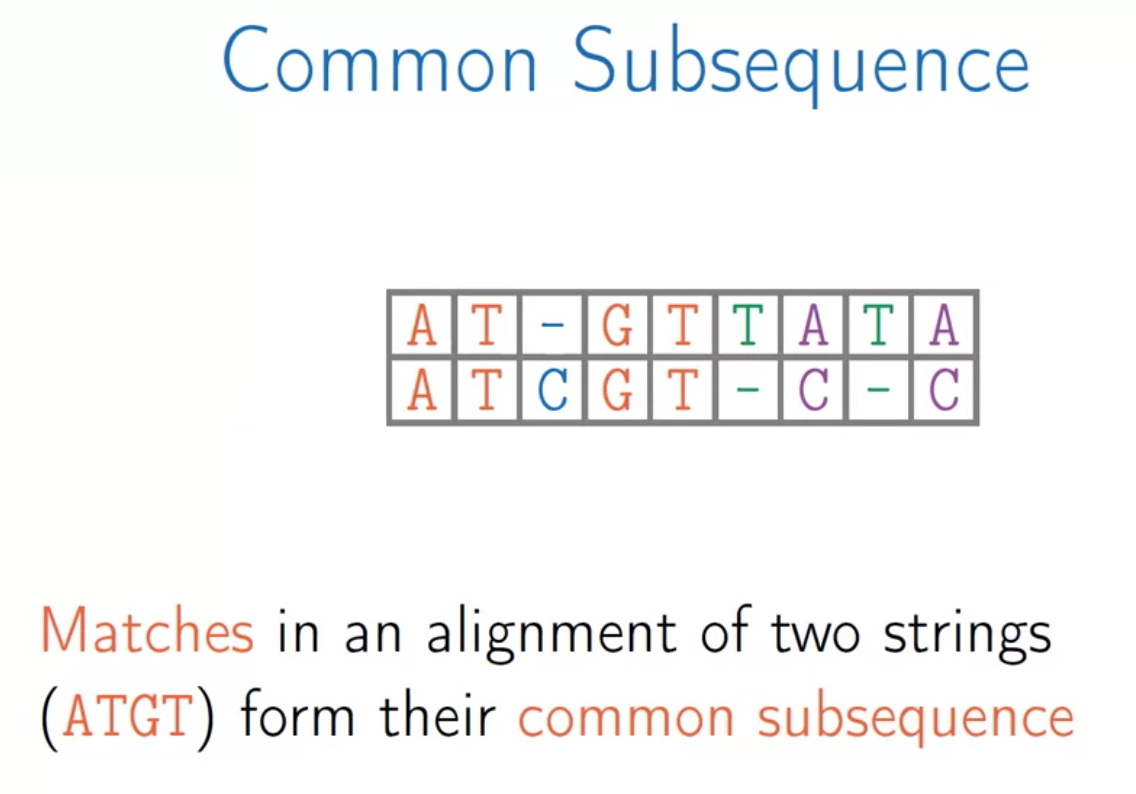 Common Subsequence
A T - G T T A T A
A T C G T - C - C
Matches in an alignment of two strings
(ATGT) form their common subsequence